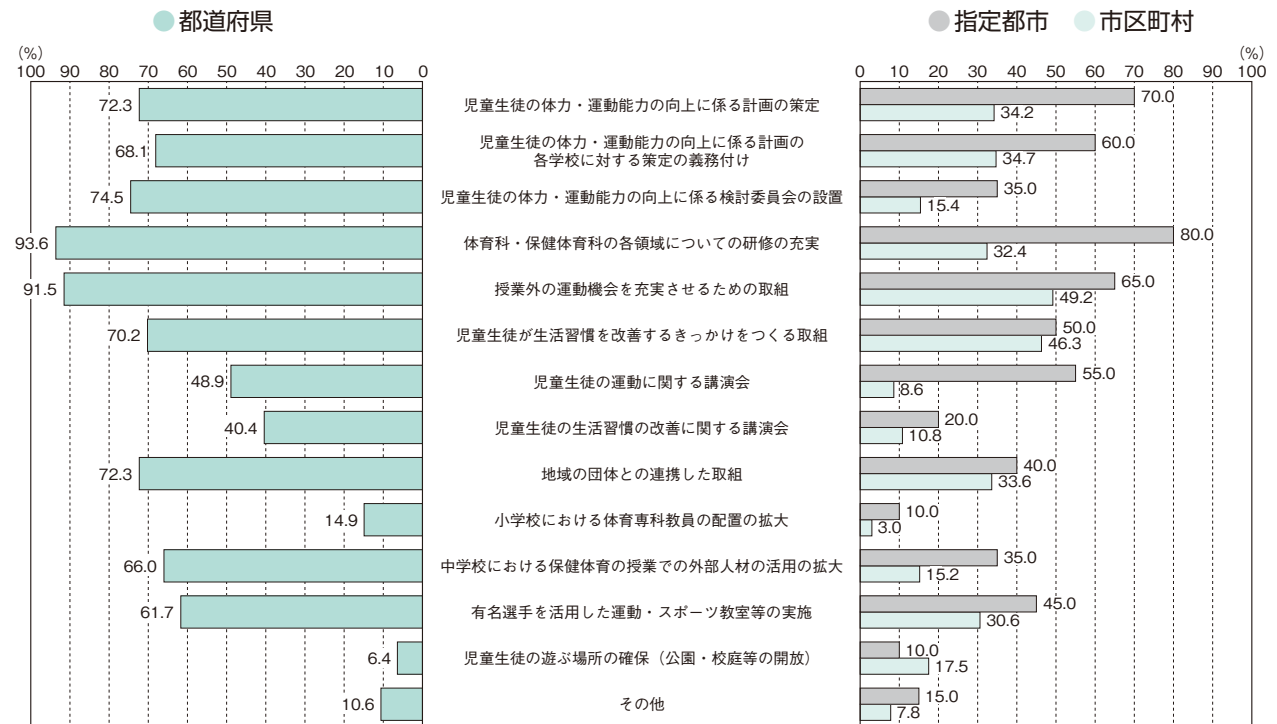 都道府県
指定都市 市区町村
(%)
100 90 80 70 60 50 40 30 20 10 0
(%)
0 10 20 30 40 50 60 70 80 90 100
72.3 児童生徒の体力・運動能力の向上に係る計画の策定 70.0
34.2
68.1 児童生徒の体力・運動能力の向上に係る計画の
各学校に対する策定の義務付け 60.0
34.7
74.5 児童生徒の体力・運動能力の向上に係る検討委員会の設置 35.0
15.4
93.6 体育科・保健体育科の各領域についての研修の充実 80.0
32.4
91.5 授業外の運動機会を充実させるための取組 65.0
49.2
70.2 児童生徒が生活習慣を改善するきっかけをつくる取組 50.0
46.3
48.9 児童生徒の運動に関する講演会 55.0
8.6
40.4 児童生徒の生活習慣の改善に関する講演会 20.0
10.8
72.3 地域の団体との連携した取組 40.0
33.6
14.9 小学校における体育専科教員の配置の拡大 10.0
3.0
66.0 中学校における保健体育の授業での外部人材の活用の拡大 35.0
15.2
61.7 有名選手を活用した運動・スポーツ教室等の実施 45.0
30.6
6.4 児童生徒の遊ぶ場所の確保（公園・校庭等の開放） 10.0
17.5
10.6 その他 15.0
7.8